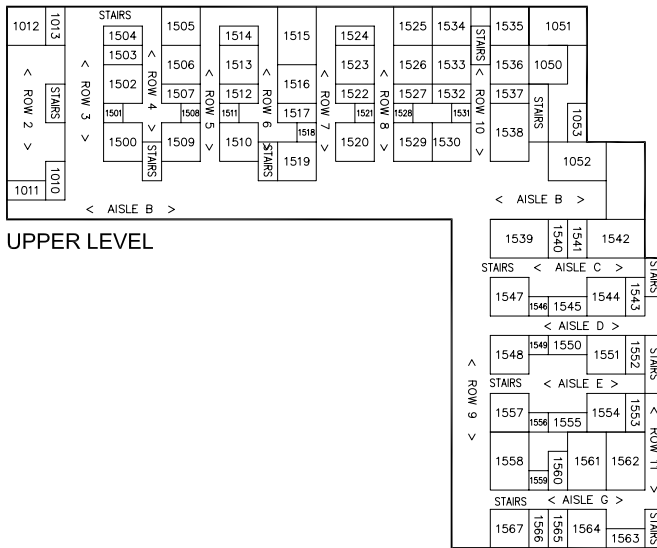 1012
1013
STAIRS
1504
1503
1502
1501
1500
< ROW 2 >
STAIRS
< ROW 3 >
< ROW 4 >
STAIRS
1011
1010
1505
1506
1507
1508
1509
< ROW 5 >
1514
1513
1512
1511
1510
< ROW 6 >
STAIRS
1515
1516
1517
1518
1519
< ROW 7 >
1524
1523
1522
1521
1520
< ROW 8 >
1525
1526
1527
1528
1529
1534
1533
1532
1531
1530
STAIRS
< ROW 10 >
1535
1536
1537
1538
1051
1050
STAIRS
1053
1052
< AISLE B >
UPPER LEVEL
< AISLE B >
1539
1540
1541
1542
STAIRS
< AISLE C >
STAIRS
1547
1546
1545
1544
1543
< AISLE D >
1548
1549
1550
1551
1552
STAIRS
STAIRS
< AISLE E >
< ROW 9 >
1557
1556
1555
1554
1553
< ROW 11 >
1558
1559
1560
1561
1562
STAIRS
< AISLE G >
1567
1566
1565
1564
1563
STAIRS